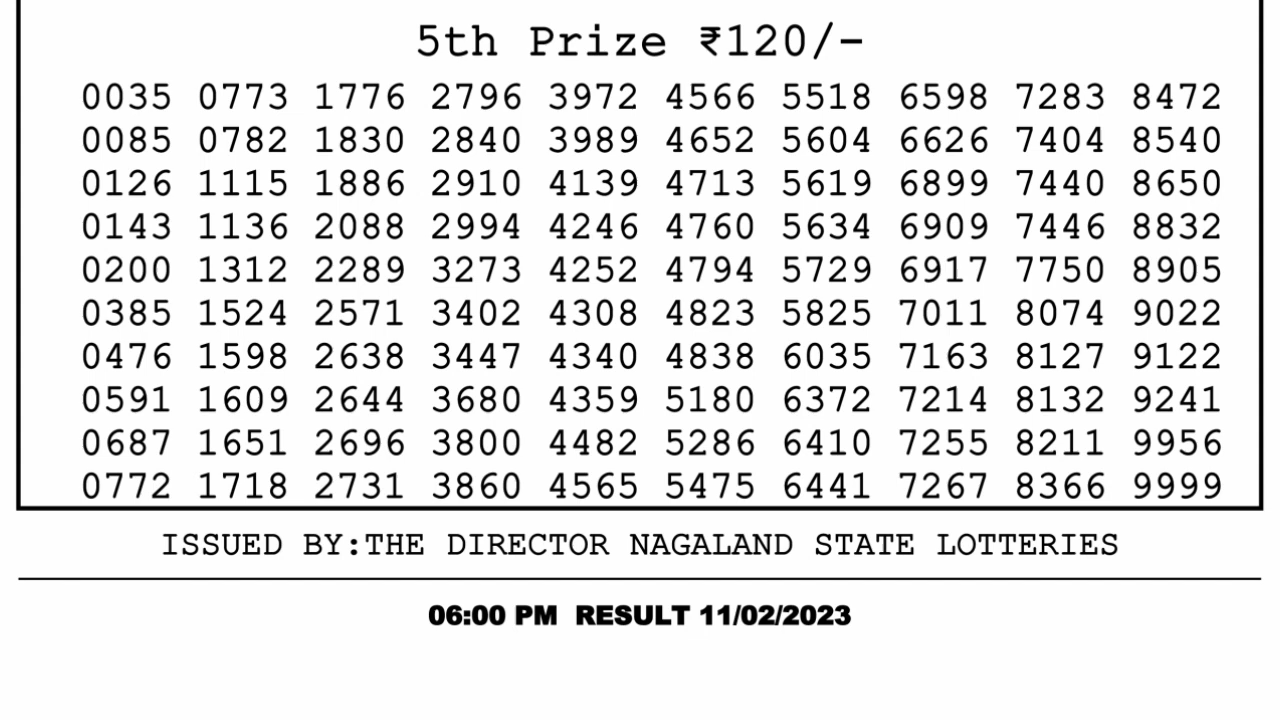 5th Prize ₹120/-
0035 0773 1776 2796 3972 4566 5518 6598 7283 8472
0085 0782 1830 2840 3989 4652 5604 6626 7404 8540
0126 1115 1886 2910 4139 4713 5619 6899 7440 8650
0143 1136 2088 2994 4246 4760 5634 6909 7446 8832
0200 1312 2289 3273 4252 4794 5729 6917 7750 8905
0385 1524 2571 3402 4308 4823 5825 7011 8074 9022
0476 1598 2638 3447 4340 4838 6035 7163 8127 9122
0591 1609 2644 3680 4359 5180 6372 7214 8132 9241
0687 1651 2696 3800 4482 5286 6410 7255 8211 9956
0772 1718 2731 3860 4565 5475 6441 7267 8366 9999
ISSUED BY:THE DIRECTOR NAGALAND STATE LOTTERIES
06:00 PM RESULT 11/02/2023